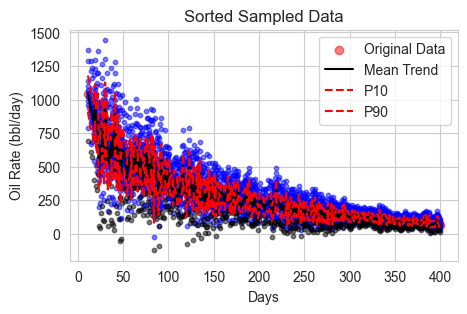 Sorted Sampled Data
Oil Rate (bbl/day)
1500
1250
1000
750
500
250
0
Original Data
Mean Trend
P10
P90
0 50 100 150 200 250 300 350 400
Days